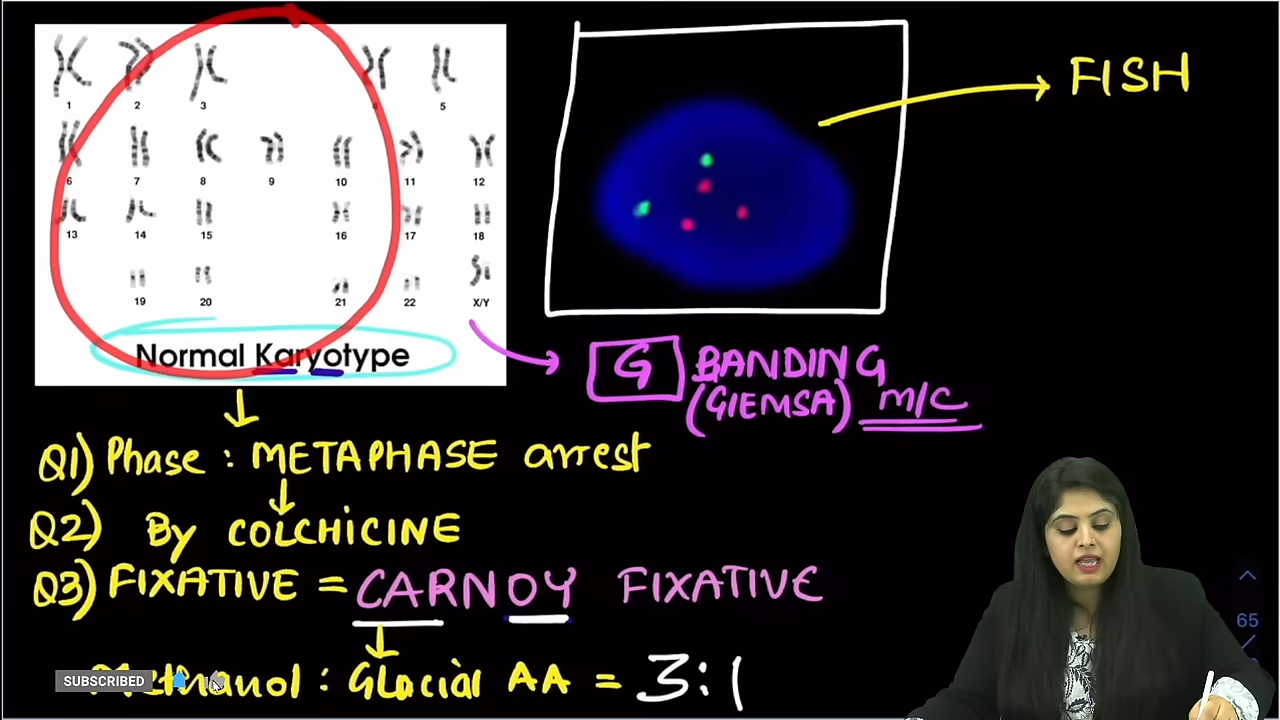 FISH
1 2 3 4 5
6 7 8 9 10 11 12
13 14 15 16 17 18
19 20 21 22 X/Y
Normal Karyotype
G BANDING
(GIEMSA) M/C
Q1) Phase : METAPHASE arrest
Q2) By COLCHICINE
Q3) FIXATIVE = CARNOY FIXATIVE
Methanol : Glacial AA = 3:1
SUBSCRIBED
65